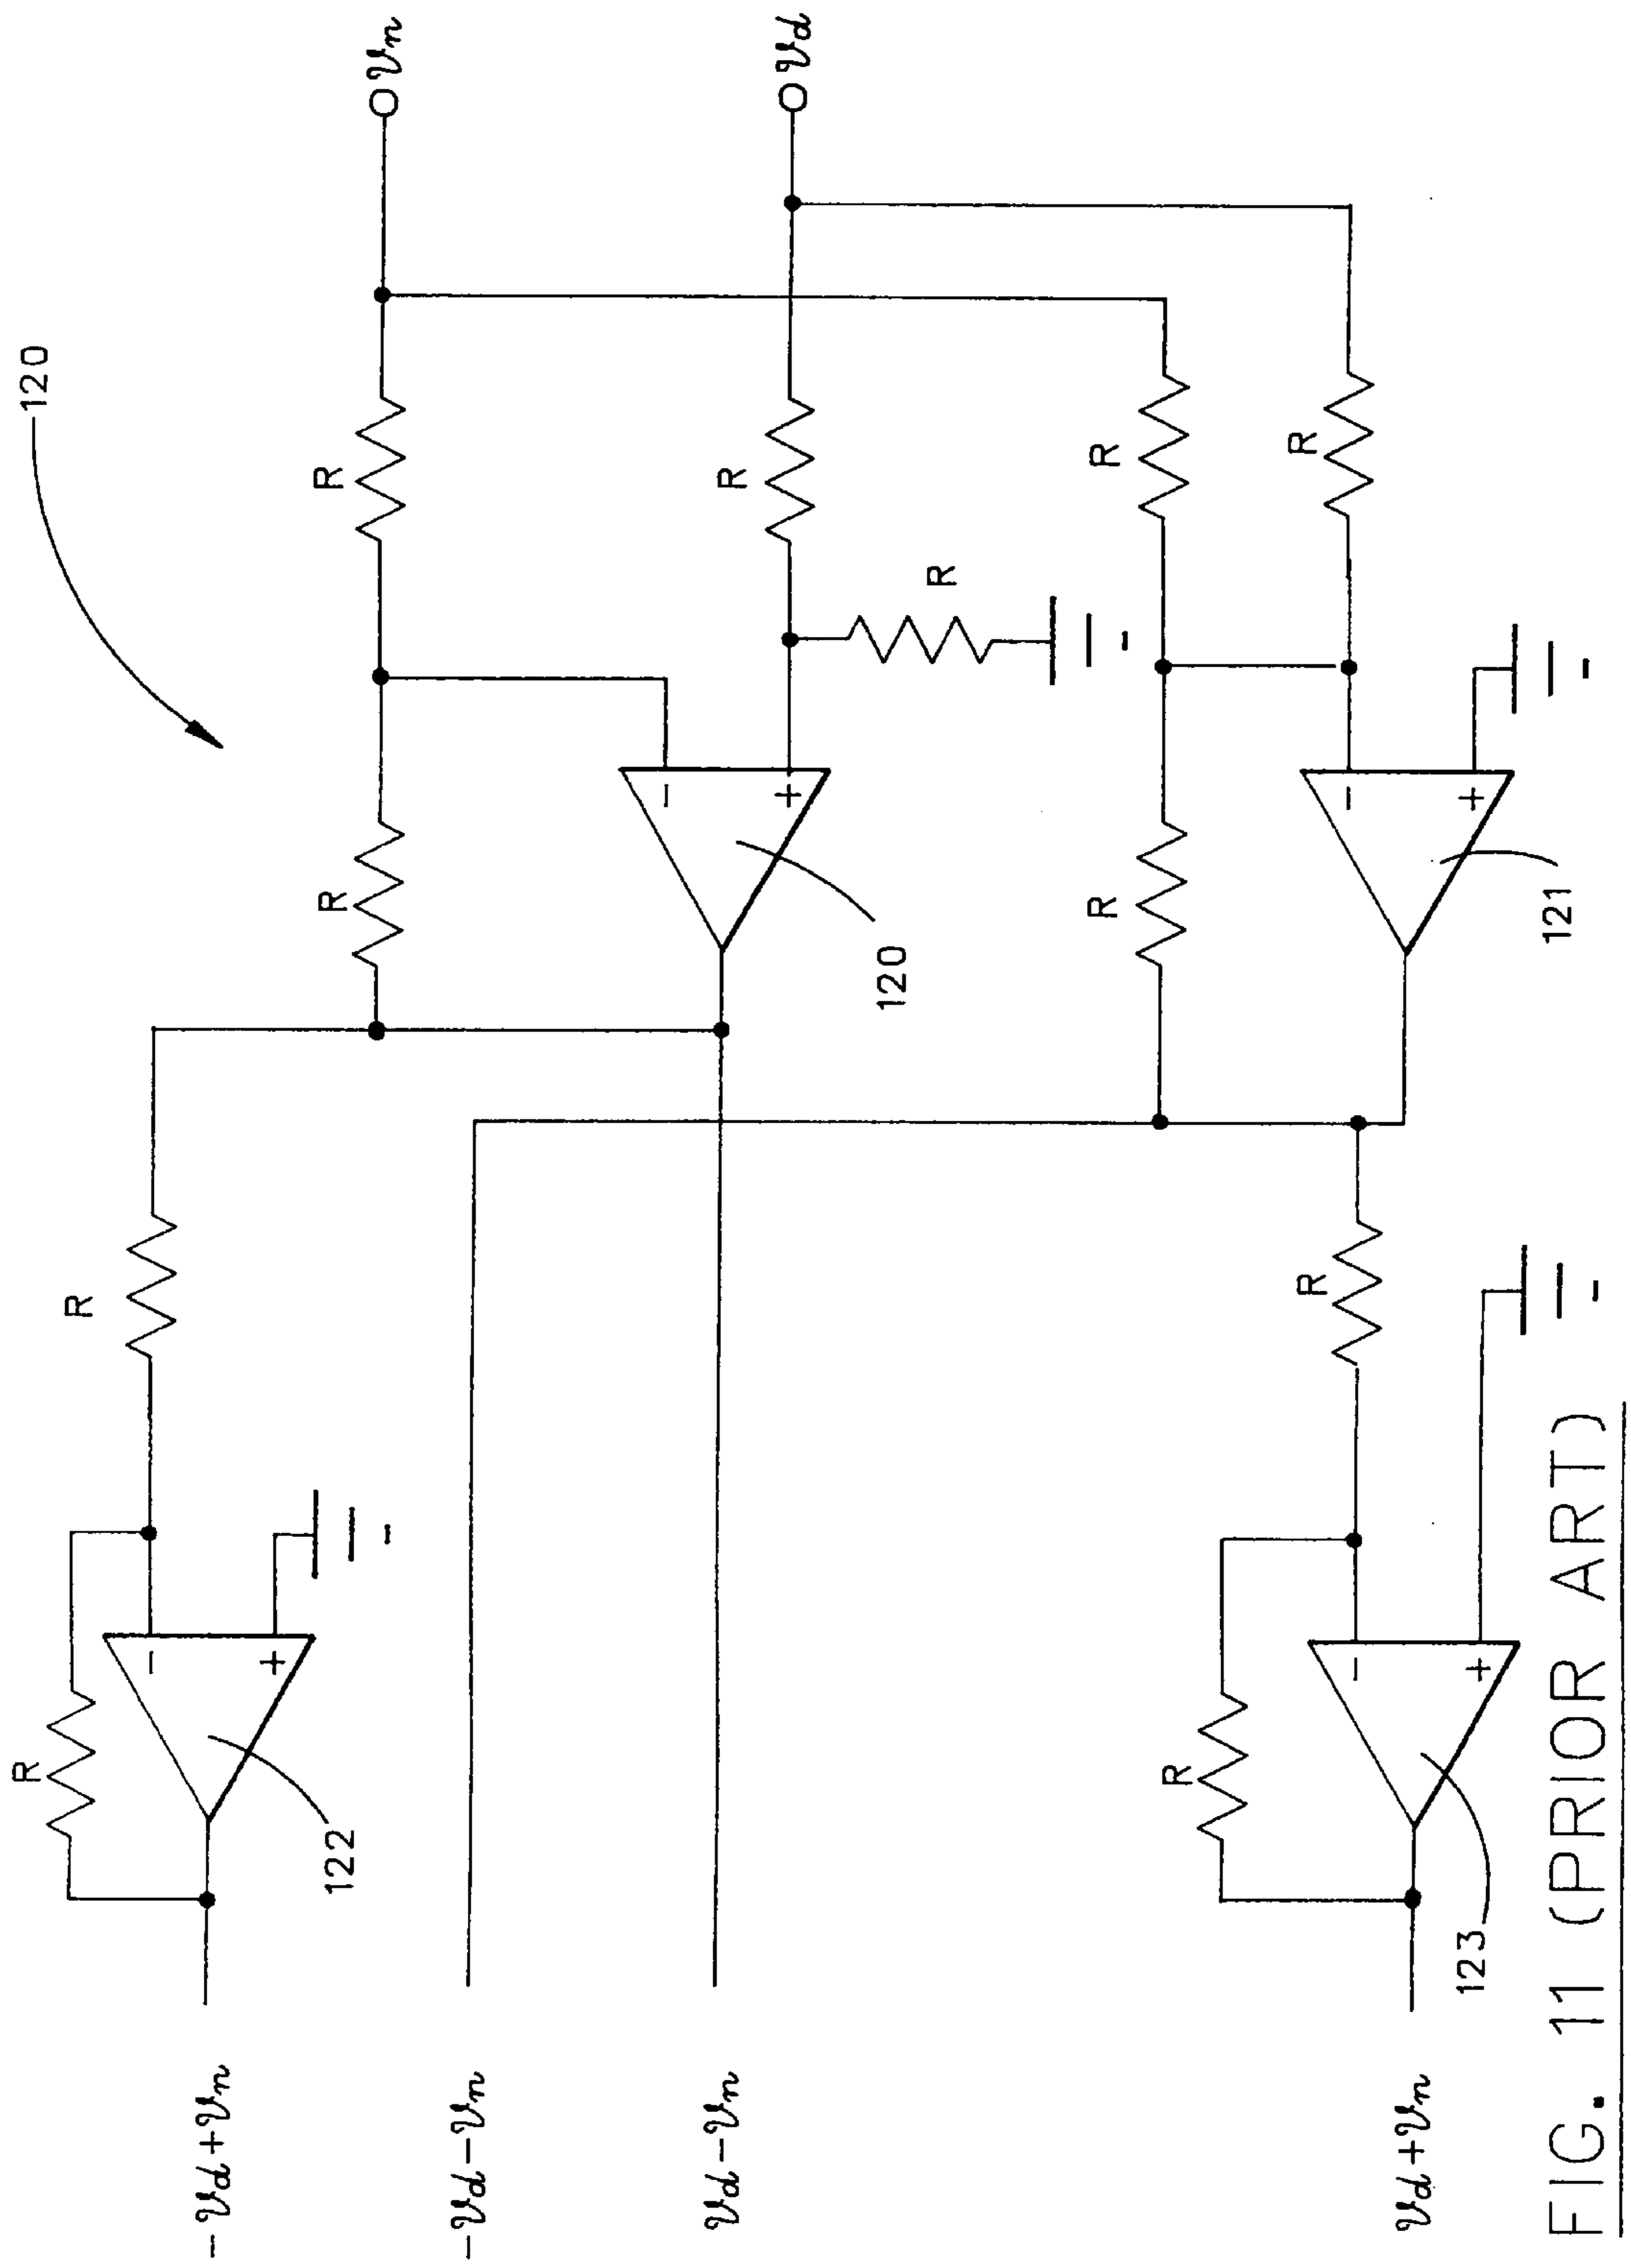 120
Vn
Vd
R
R
R
R
R
R
R
-
+
-
+
120
121
R
R
-
+
-
+
R
R
122
123
-Vd+Vn
-Vd-Vn
Vd-Vn
Vd+Vn
FIG. 11 (PRIOR ART)